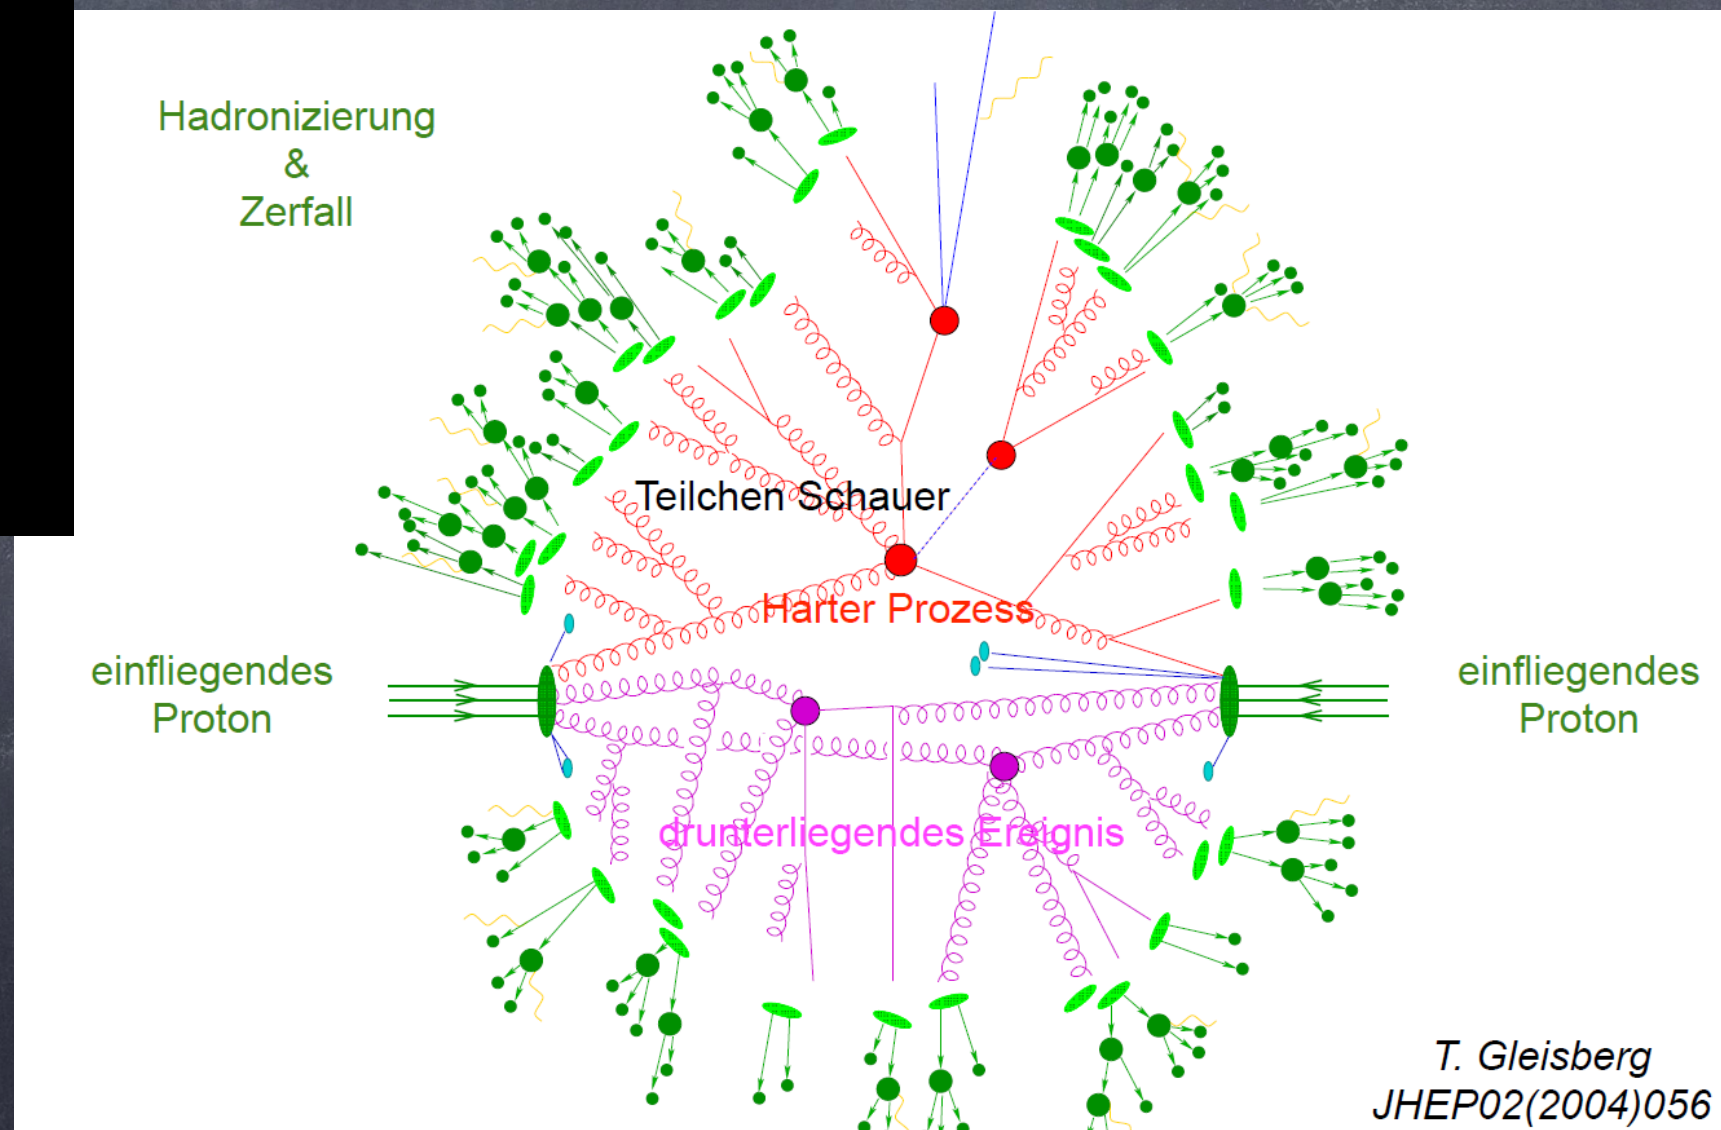 Hadronizierung
&
Zerfall
Teilchen Schauer
Harter Prozess
einfliegendes
Proton
einfliegendes
Proton
drunterliegendes Ereignis
T. Gleisberg
JHEP02(2004)056